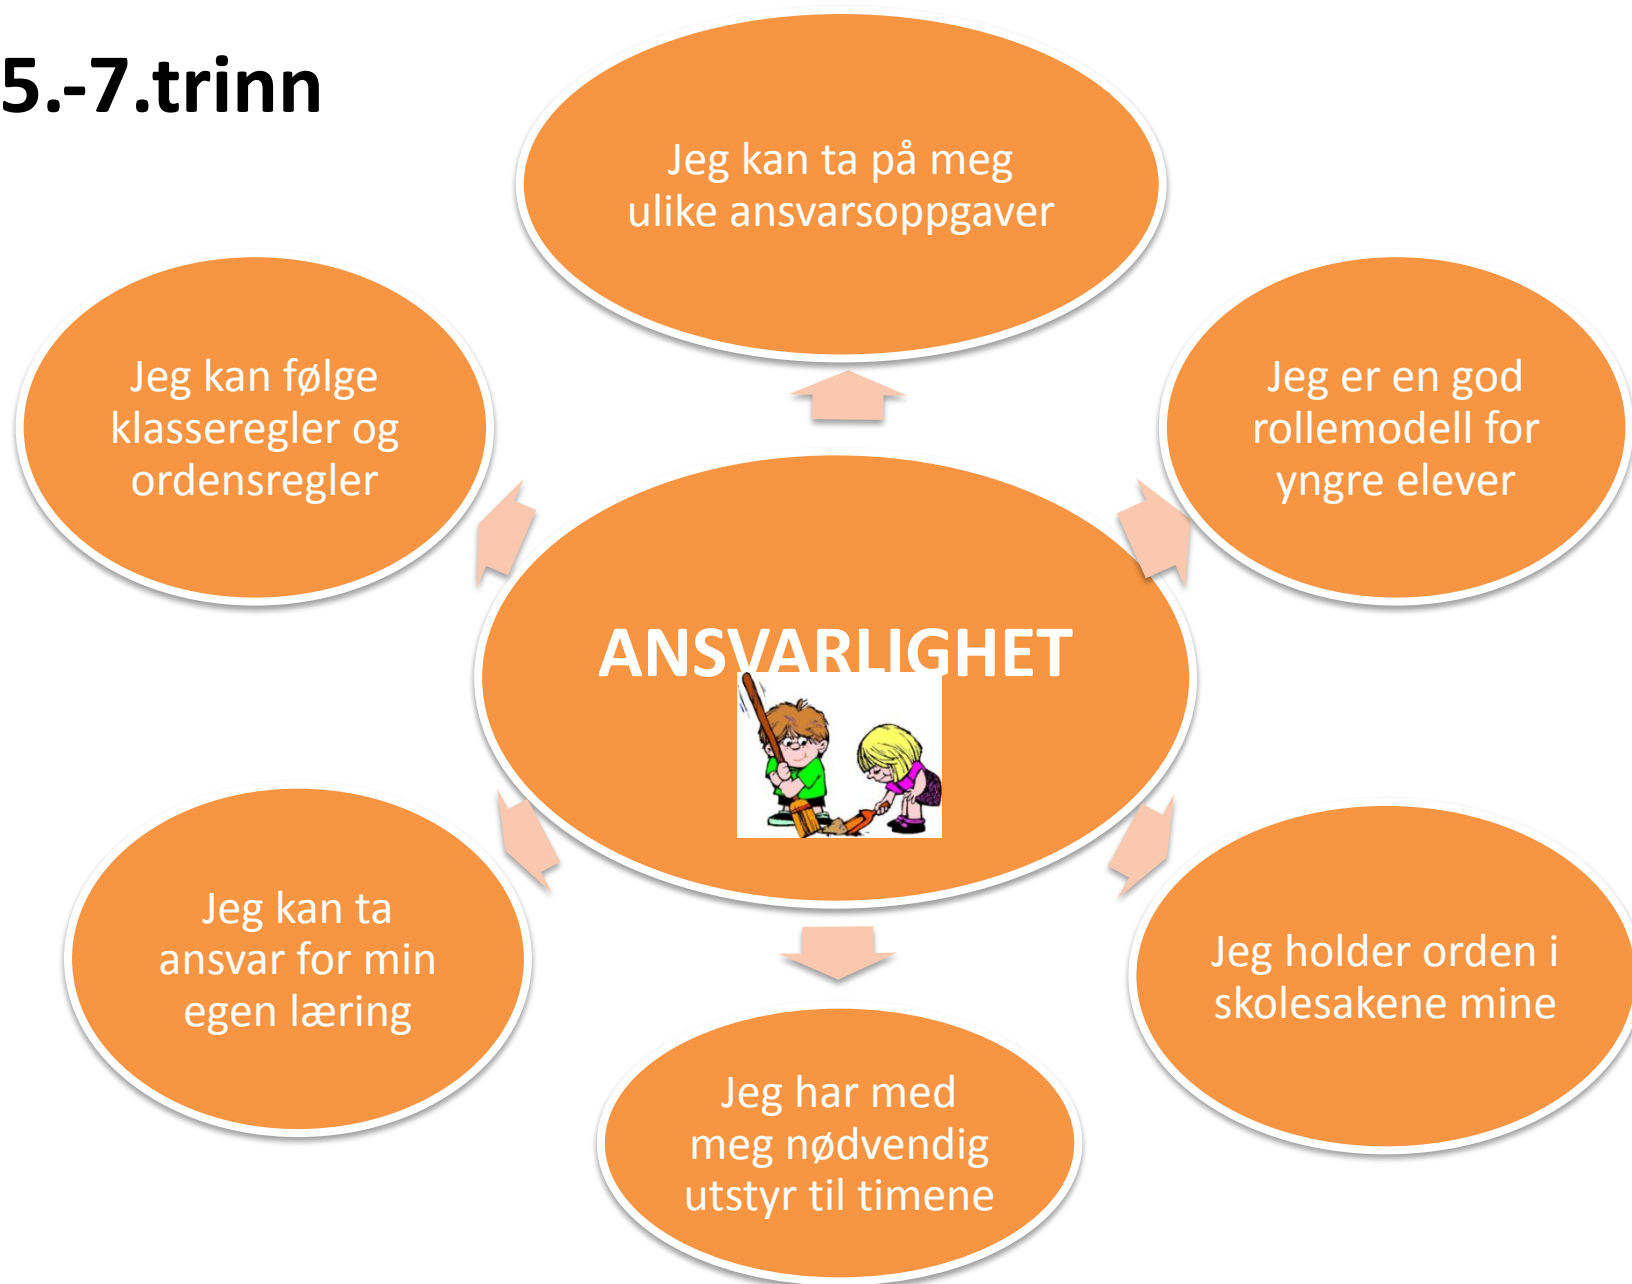 5.-7.trinn
Jeg kan ta på meg
ulike ansvarsoppgaver
Jeg kan følge
klasseregler og
ordensregler
Jeg er en god
rollemodell for
yngre elever
ANSVARLIGHET
Jeg kan ta
ansvar for min
egen læring
Jeg holder orden i
skolesakene mine
Jeg har med
meg nødvendig
utstyr til timene